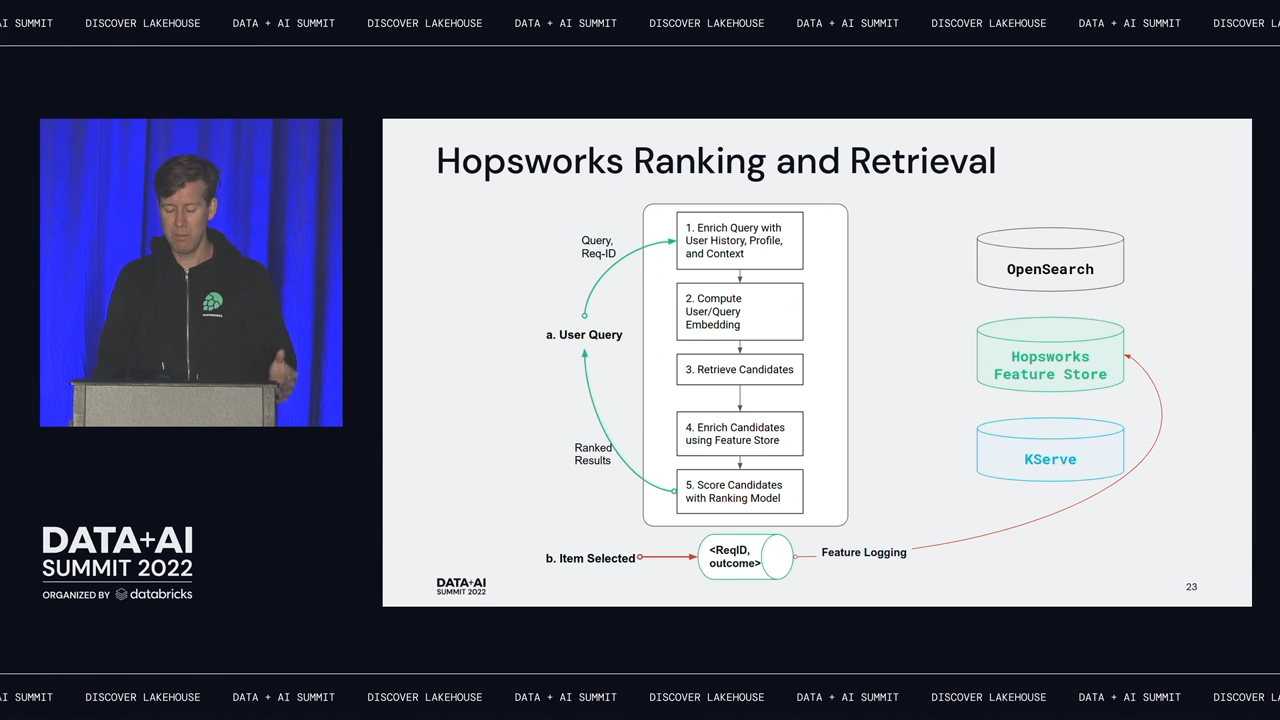 AI SUMMIT DISCOVER LAKEHOUSE DATA + AI SUMMIT DISCOVER LAKEHOUSE DATA + AI SUMMIT DISCOVER LAKEHOUSE DATA + AI SUMMIT DISCOVER LAKEHOUSE DATA + AI SUMMIT DISCOVER L
Hopsworks Ranking and Retrieval
Query,
Req-ID
1. Enrich Query with
User History, Profile,
and Context
2. Compute
User/Query
Embedding
a. User Query
3. Retrieve Candidates
4. Enrich Candidates
using Feature Store
Ranked
Results
5. Score Candidates
with Ranking Model
OpenSearch
Hopsworks
Feature Store
KServe
b. Item Selected
<ReqID,
outcome>
Feature Logging
DATA+AI
SUMMIT 2022
23
DATA+AI
SUMMIT 2022
ORGANIZED BY databricks
AI SUMMIT DISCOVER LAKEHOUSE DATA + AI SUMMIT DISCOVER LAKEHOUSE DATA + AI SUMMIT DISCOVER LAKEHOUSE DATA + AI SUMMIT DISCOVER LAKEHOUSE DATA + AI SUMMIT DISCOVER L